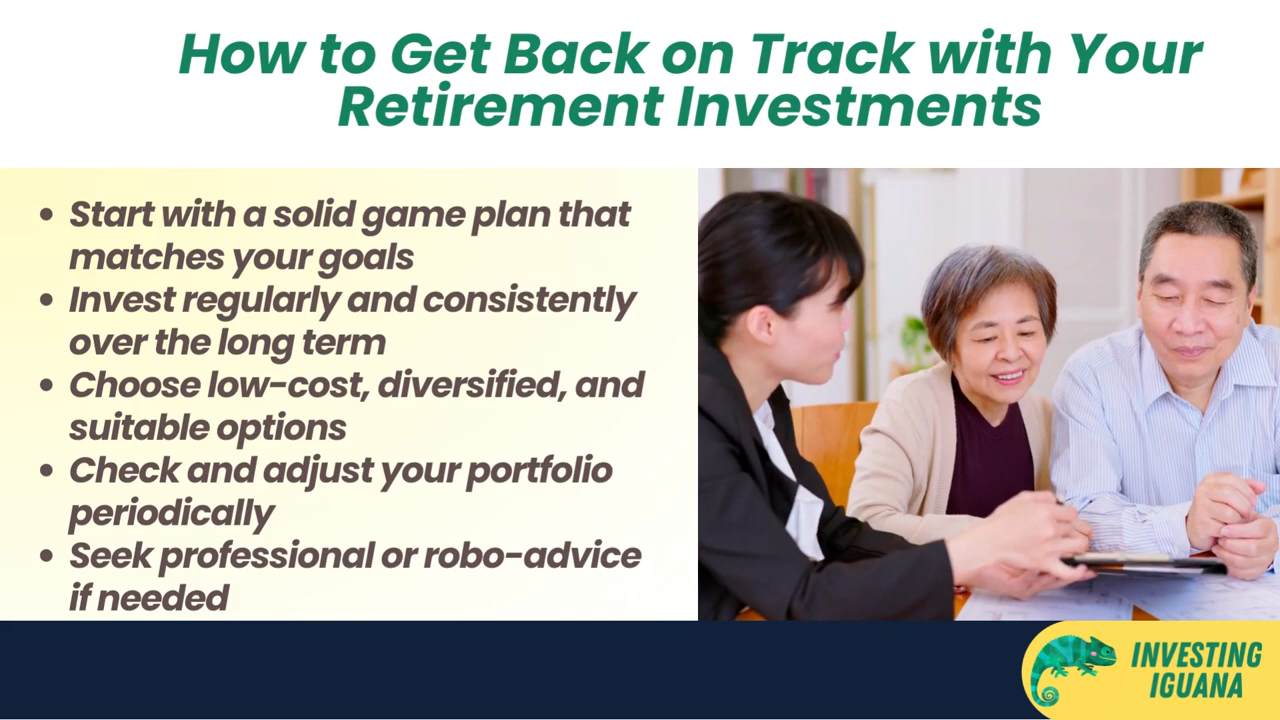 How to Get Back on Track with Your
Retirement Investments
• Start with a solid game plan that
matches your goals
• Invest regularly and consistently
over the long term
• Choose low-cost, diversified, and
suitable options
• Check and adjust your portfolio
periodically
• Seek professional or robo-advice
if needed
INVESTING
IGUANA